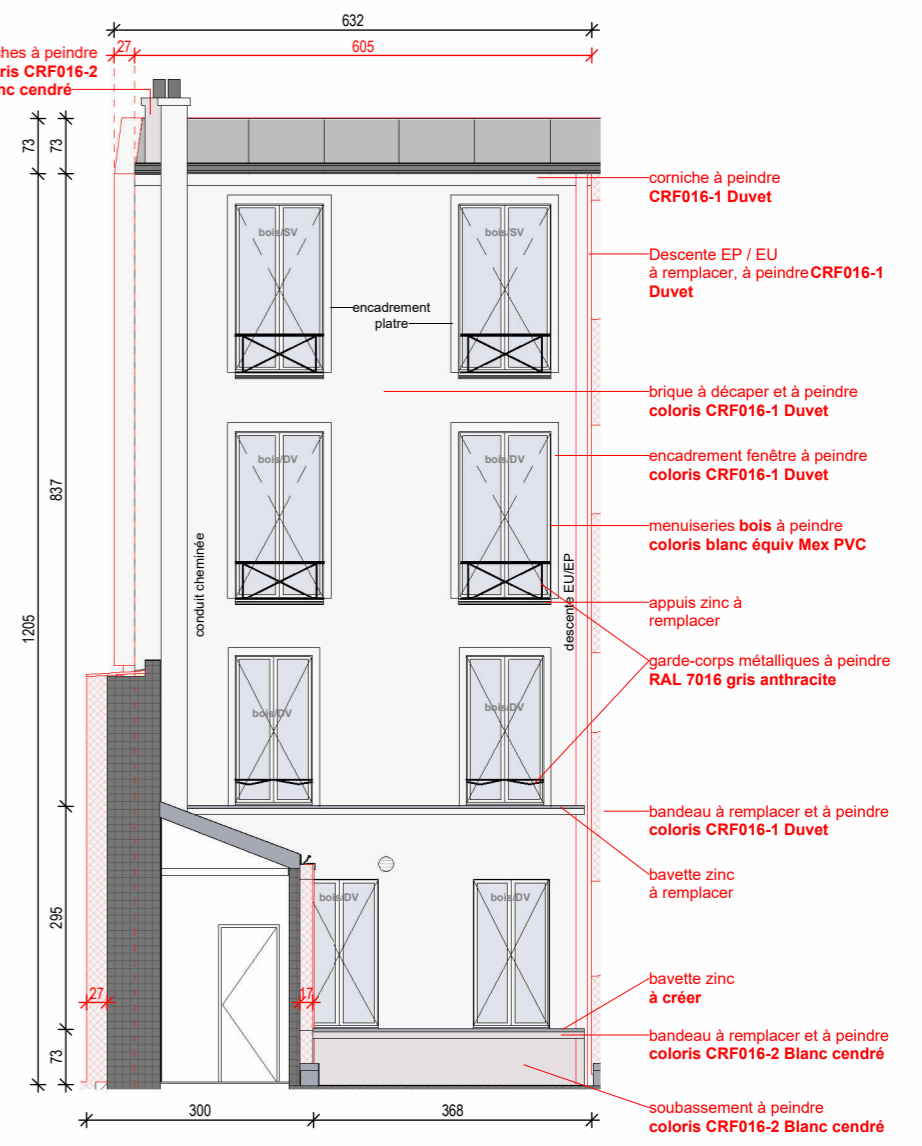 632
27
605
ches à peindre
ris CRF016-2
nc cendré
73
73
corniche à peindre
CRF016-1 Duvet
bois/SV
bois/SV
Descente EP / EU
à remplacer, à peindre CRF016-1
Duvet
encadrement
platre
brique à décaper et à peindre
coloris CRF016-1 Duvet
bois/DV
bois/DV
encadrement fenêtre à peindre
coloris CRF016-1 Duvet
837
menuiseries bois à peindre
coloris blanc équiv Mex PVC
conduit cheminée
descente EU/EP
appuis zinc à
remplacer
1205
garde-corps métalliques à peindre
RAL 7016 gris anthracite
bois/DV
bois/DV
bandeau à remplacer et à peindre
coloris CRF016-1 Duvet
bavette zinc
à remplacer
bois/DV
bois/DV
295
27
17
bavette zinc
à créer
bandeau à remplacer et à peindre
coloris CRF016-2 Blanc cendré
73
soubassement à peindre
coloris CRF016-2 Blanc cendré
300
368